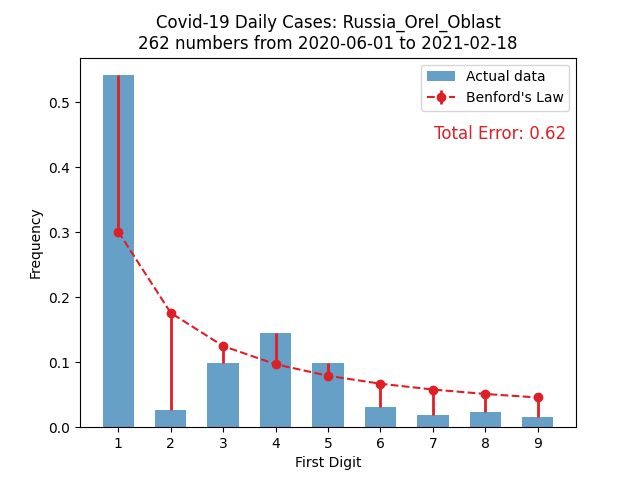 Covid-19 Daily Cases: Russia_Orel_Oblast
262 numbers from 2020-06-01 to 2021-02-18
Actual data
Benford's Law
Total Error: 0.62
Frequency
0.5
0.4
0.3
0.2
0.1
0.0
1 2 3 4 5 6 7 8 9
First Digit